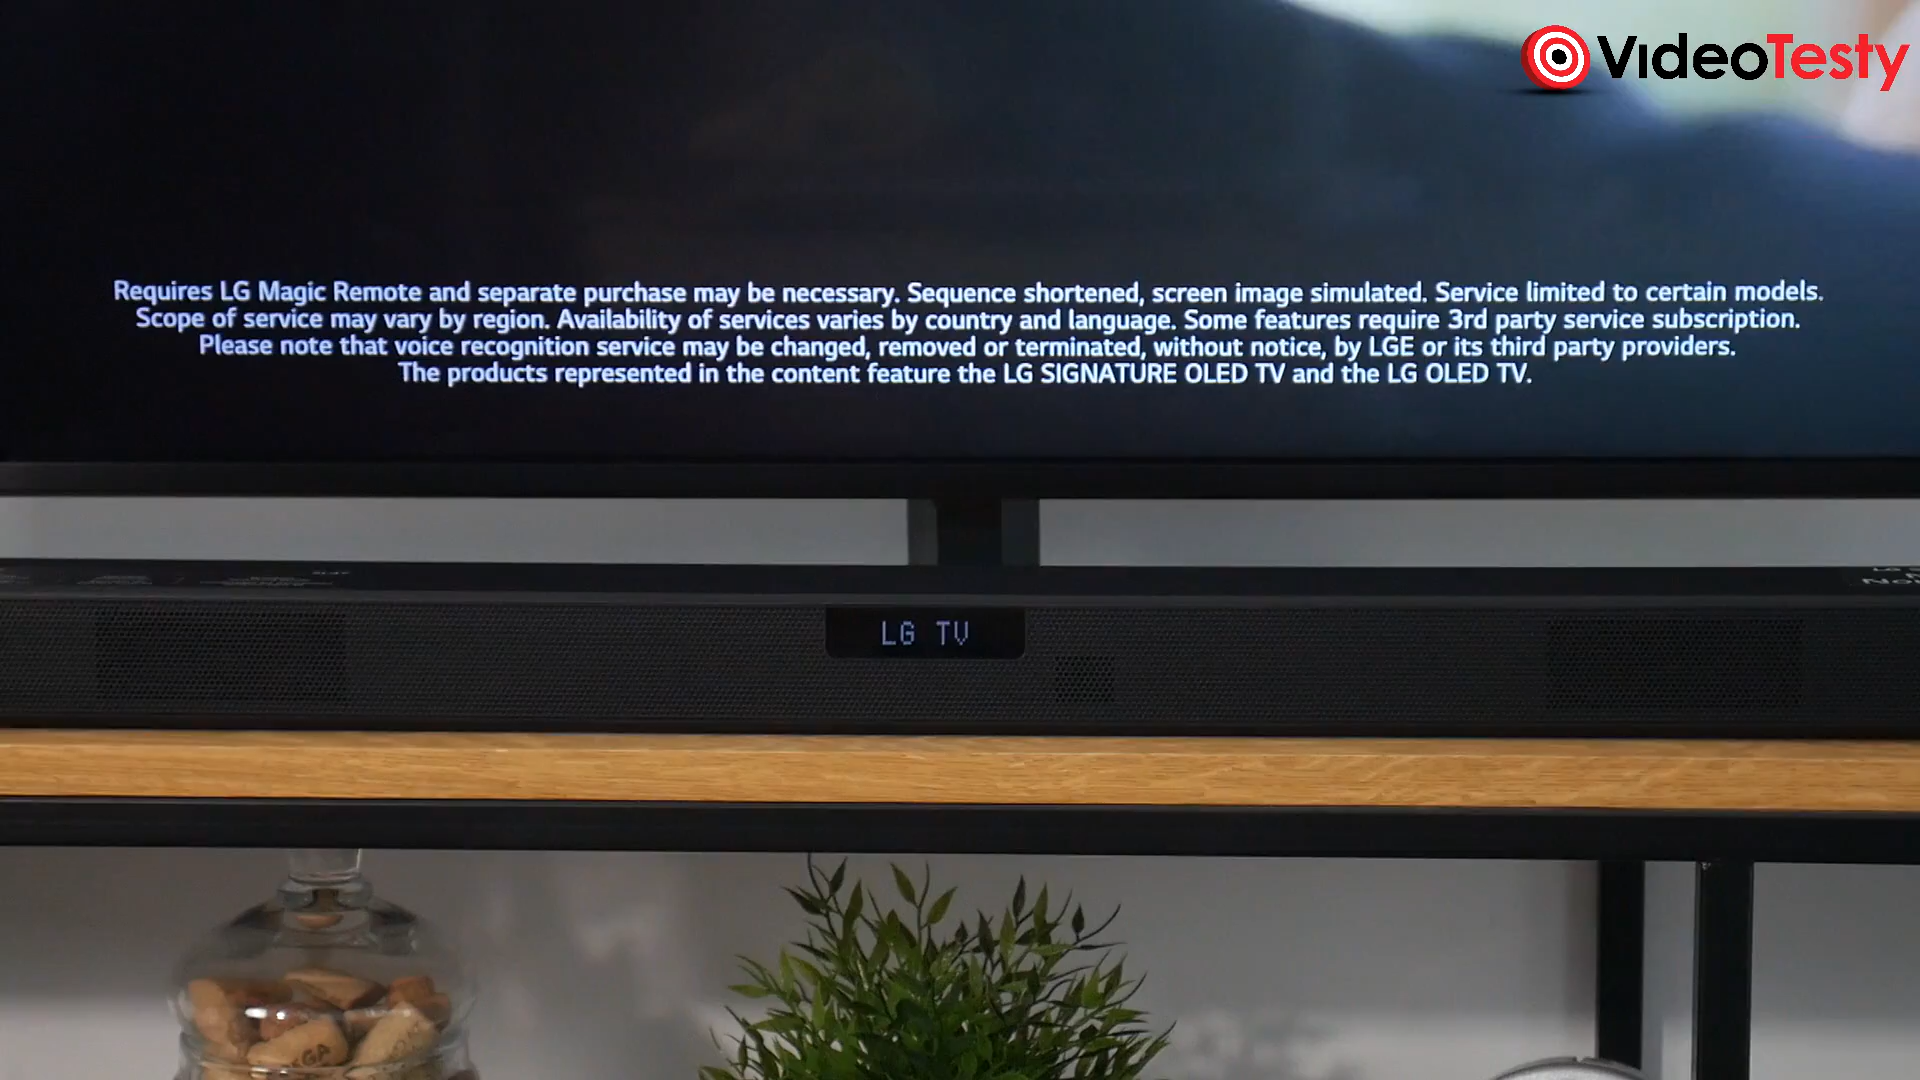 VideoTesty
Requires LG Magic Remote and separate purchase may be necessary. Sequence shortened, screen image simulated. Service limited to certain models.
Scope of service may vary by region. Availability of services varies by country and language. Some features require 3rd party service subscription.
Please note that voice recognition service may be changed, removed or terminated, without notice, by LGE or its third party providers.
The products represented in the content feature the LG SIGNATURE OLED TV and the LG OLED TV.
LG TV